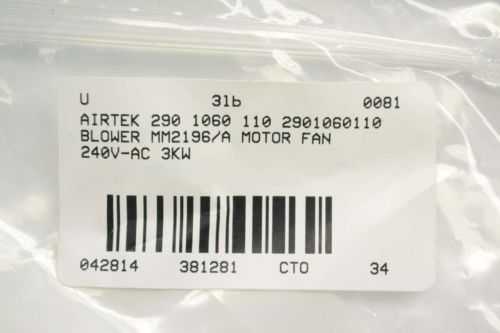 U 31b 0081
AIRTEK 290 1060 110 2901060110
BLOWER MM2196/A MOTOR FAN
240V-AC 3KW
042814 381281 CTO 34